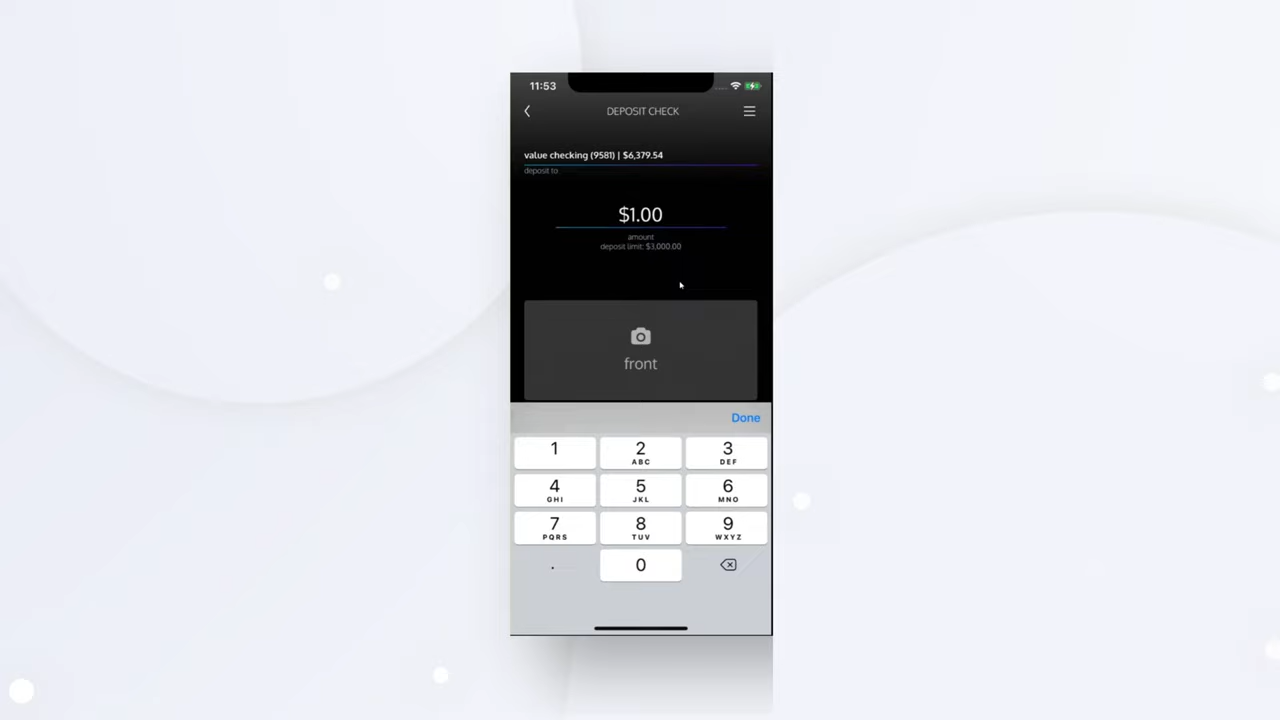 11:53
DEPOSIT CHECK
value checking (9581) | $6,379.54
deposit to
$1.00
amount
deposit limit: $3,000.00
front
Done
1 2 3
ABC DEF
4 5 6
GHI JKL MNO
7 8 9
PQRS TUV WXYZ
. 0